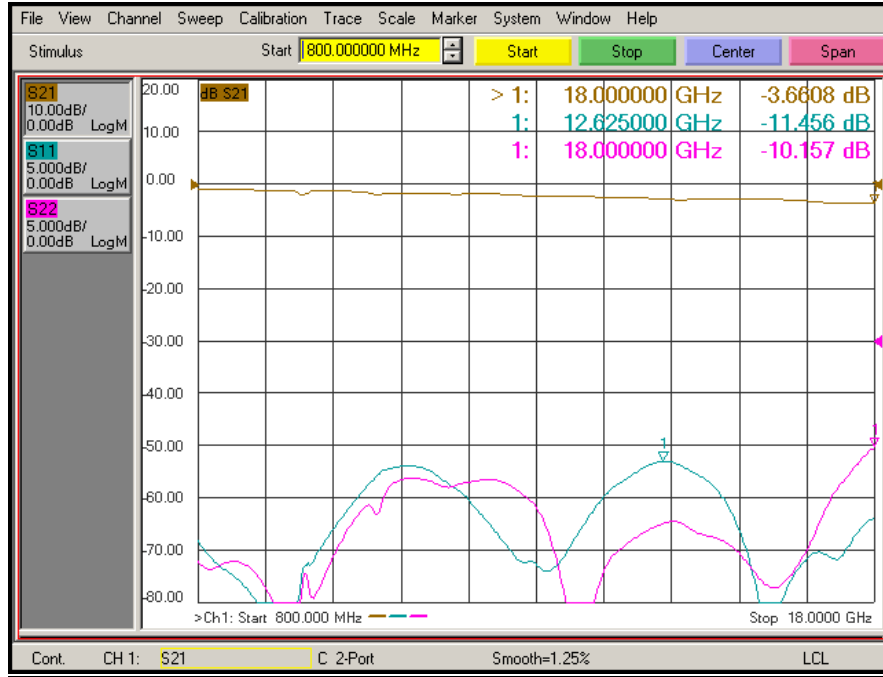 File View Channel Sweep Calibration Trace Scale Marker System Window Help
Stimulus Start 800.000000 MHz Start Stop Center Span
S21
10.00dB/
0.00dB LogM
S11
5.000dB/
0.00dB LogM
S22
5.000dB/
0.00dB LogM
dB S21
> 1: 18.000000 GHz -3.6608 dB
1: 12.625000 GHz -11.456 dB
1: 18.000000 GHz -10.157 dB
20.00
10.00
0.00
-10.00
-20.00
-30.00
-40.00
-50.00
-60.00
-70.00
-80.00
1
1
>Ch1: Start 800.000 MHz Stop 18.0000 GHz
Cont. CH 1: S21 C 2-Port Smooth=1.25% LCL